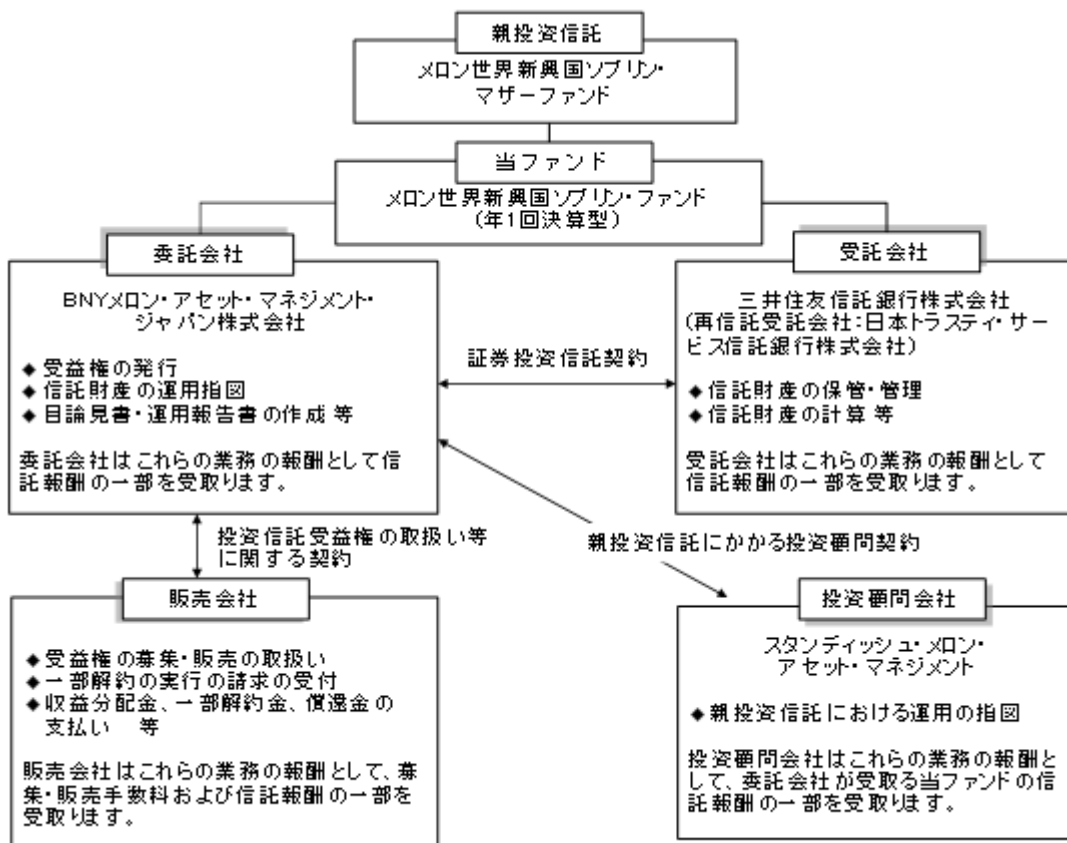 親投資信託
メロン世界新興国ソブリン・
マザーファンド
当ファンド
メロン世界新興国ソブリン・ファンド
(年1回決算型)
委託会社
BNYメロン・アセット・マネジメント・
ジャパン株式会社
◆受益権の発行
◆信託財産の運用指図
◆目論見書・運用報告書の作成 等
委託会社はこれらの業務の報酬として信
託報酬の一部を受取ります。
証券投資信託契約
受託会社
三井住友信託銀行株式会社
(再信託受託会社:日本トラスティ・サー
ビス信託銀行株式会社)
◆信託財産の保管・管理
◆信託財産の計算 等
受託会社はこれらの業務の報酬として
信託報酬の一部を受取ります。
投資信託受益権の取扱い等
に関する契約
親投資信託にかかる投資顧問契約
販売会社
◆受益権の募集・販売の取扱い
◆一部解約の実行の請求の受付
◆収益分配金、一部解約金、償還金の
支払い 等
販売会社はこれらの業務の報酬として、募
集・販売手数料および信託報酬の一部を
受取ります。
投資顧問会社
スタンディッシュ・メロン・
アセット・マネジメント
◆親投資信託における運用の指図
投資顧問会社はこれらの業務の報酬と
して、委託会社が受取る当ファンドの信
託報酬の一部を受取ります。